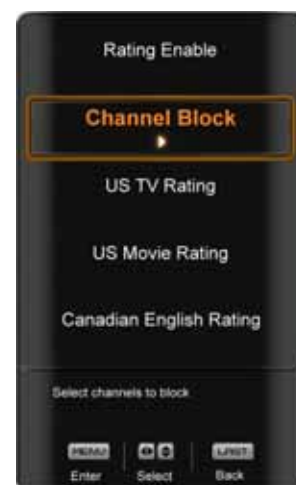 Rating Enable
Channel Block
US TV Rating
US Movie Rating
Canadian English Rating
Select channels to block
MENU LAST
Enter Select Back